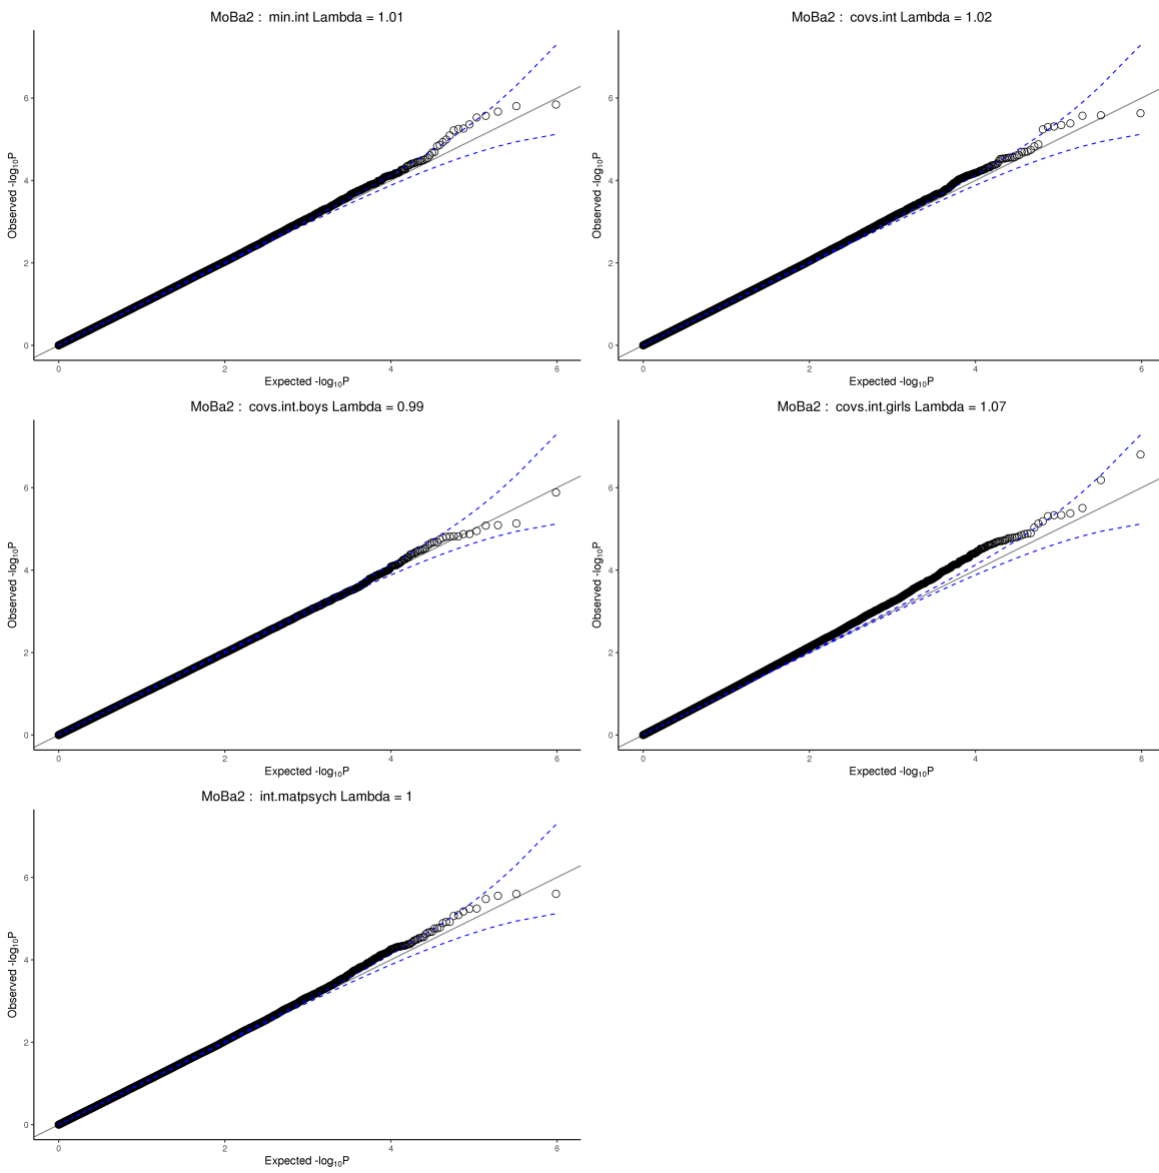 MoBa2 : min.int Lambda = 1.01
Observed -log10P
6
4
2
0
0 2 4 6
Expected -log10P
MoBa2 : covs.int Lambda = 1.02
Observed -log10P
6
4
2
0
0 2 4 6
Expected -log10P
MoBa2 : covs.int.boys Lambda = 0.99
Observed -log10P
6
4
2
0
0 2 4 6
Expected -log10P
MoBa2 : covs.int.girls Lambda = 1.07
Observed -log10P
6
4
2
0
0 2 4 6
Expected -log10P
MoBa2 : int.matpsych Lambda = 1
Observed -log10P
6
4
2
0
0 2 4 6
Expected -log10P